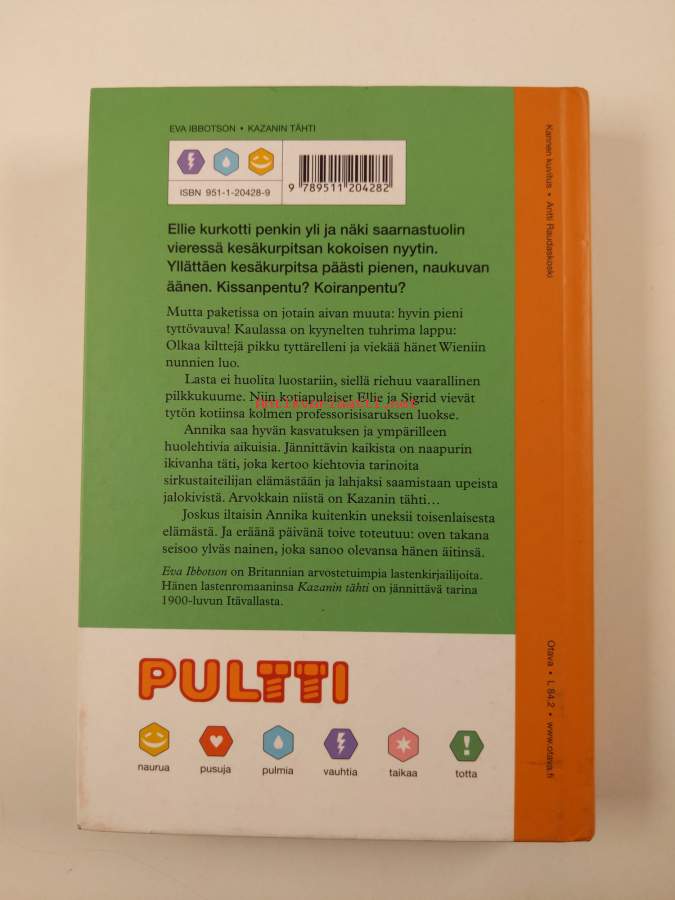 EVA IBBOTSON • KAZANIN TÄHTI
ISBN 951-1-20428-9
9 789511 204282
Ellie kurkotti penkin yli ja näki saarnastuolin
vieressä kesäkurpitsan kokoisen nyytin.
Yllättäen kesäkurpitsa päästi pienen, naukuvan
äänen. Kissanpentu? Koiranpentu?
Mutta paketissa on jotain aivan muuta: hyvin pieni
tyttövauva! Kaulassa on kyynelten tuhrima lappu:
Olkaa kilttejä pikku tyttärelleni ja viekää hänet Wieniin
nunnien luo.
Lasta ei huolita luostariin, siellä riehuu vaarallinen
pilkkukuume. Niin kotiapulaiset Ellie ja Sigrid vievät
tytön kotiinsa kolmen professorisisaruksen luokse.
Annika saa hyvän kasvatuksen ja ympärilleen
huolehtivia aikuisia. Jännittävin kaikista on naapurin
ikivanha täti, joka kertoo kiehtovia tarinoita
sirkustaiteilijan elämästään ja lahjaksi saamistaan upeista
jalokivistä. Arvokkain niistä on Kazanin tähti…
Joskus iltaisin Annika kuitenkin uneksii toisenlaisesta
elämästä. Ja eräänä päivänä toive toteutuu: oven takana
seisoo ylväs nainen, joka sanoo olevansa hänen äitinsä.
Eva Ibbotson on Britannian arvostetuimpia lastenkirjailijoita.
Hänen lastenromaaninsa Kazanin tähti on jännittävä tarina
1900-luvun Itävallasta.
PULTTI
naurua pusuja pulmia vauhtia taikaa totta
Kannen kuvitus • Antti Raudaskoski
Otava • L 84.2 • www.otava.fi